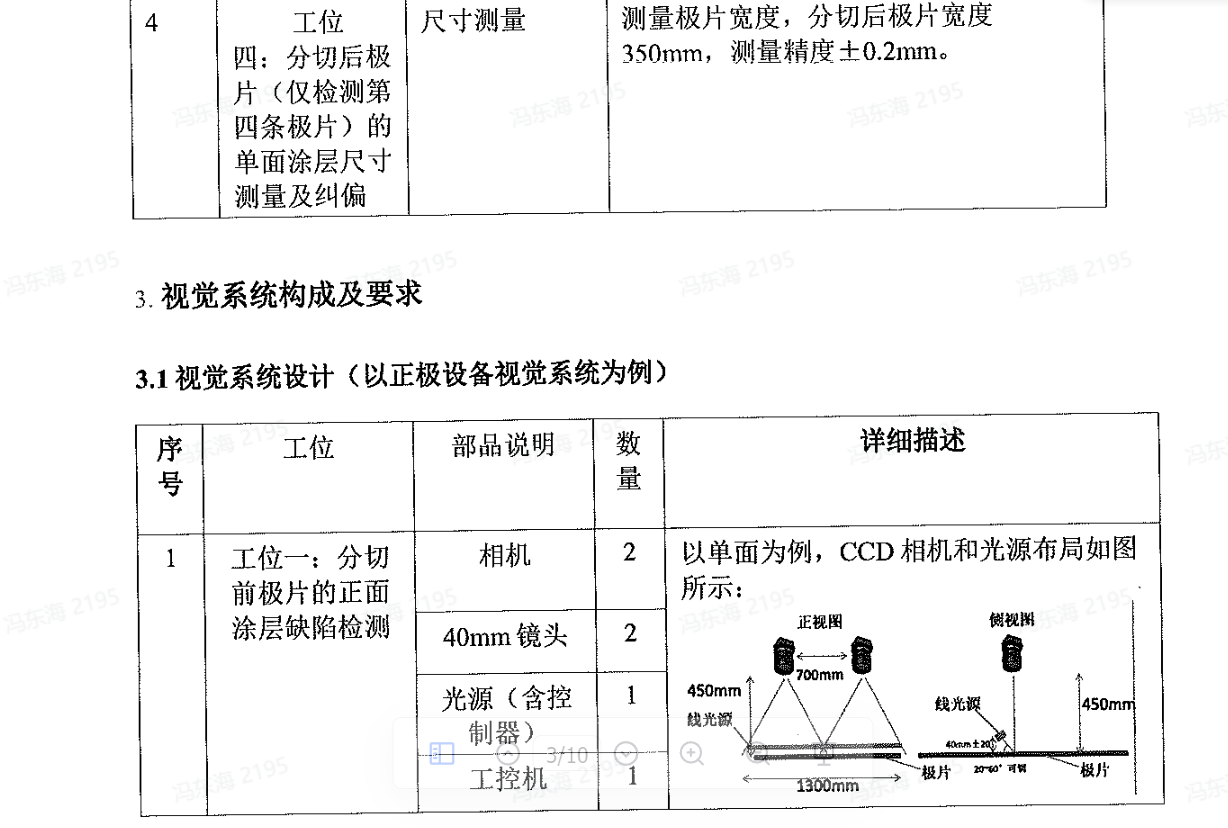 4
工位
四：分切后极
片（仅检测第
四条极片）的
单面涂层尺寸
测量及纠偏
尺寸测量
测量极片宽度，分切后极片宽度
350mm，测量精度±0.2mm。
3. 视觉系统构成及要求
3.1 视觉系统设计（以正极设备视觉系统为例）
序
号
工位
部品说明
数
量
详细描述
1
工位一：分切
前极片的正面
涂层缺陷检测
相机
2
40mm 镜头
2
光源（含控
制器）
1
工控机
1
以单面为例，CCD 相机和光源布局如图
所示：
正视图
700mm
450mm
线光源
极片
1300mm
侧视图
线光源
450mm
40mm±20
20~60° 可调
极片
3/10
冯东海 2195